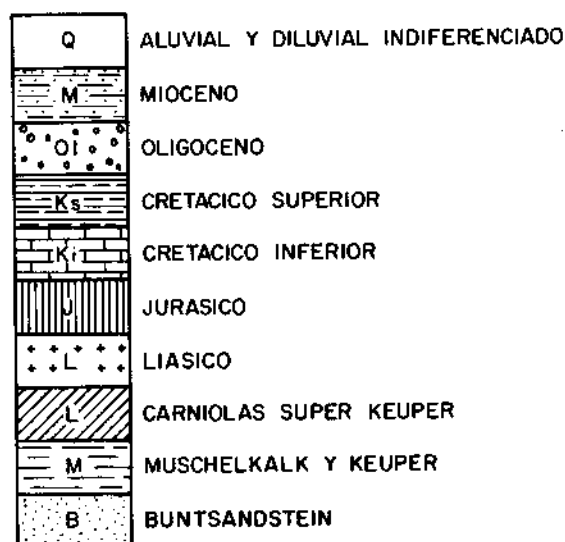 Q ALUVIAL Y DILUVIAL INDIFERENCIADO
M MIOCENO
Ol OLIGOCENO
Ks CRETACICO SUPERIOR
Ki CRETACICO INFERIOR
J JURASICO
L LIASICO
L CARNIOLAS SUPER KEUPER
M MUSCHELKALK Y KEUPER
B BUNTSANDSTEIN